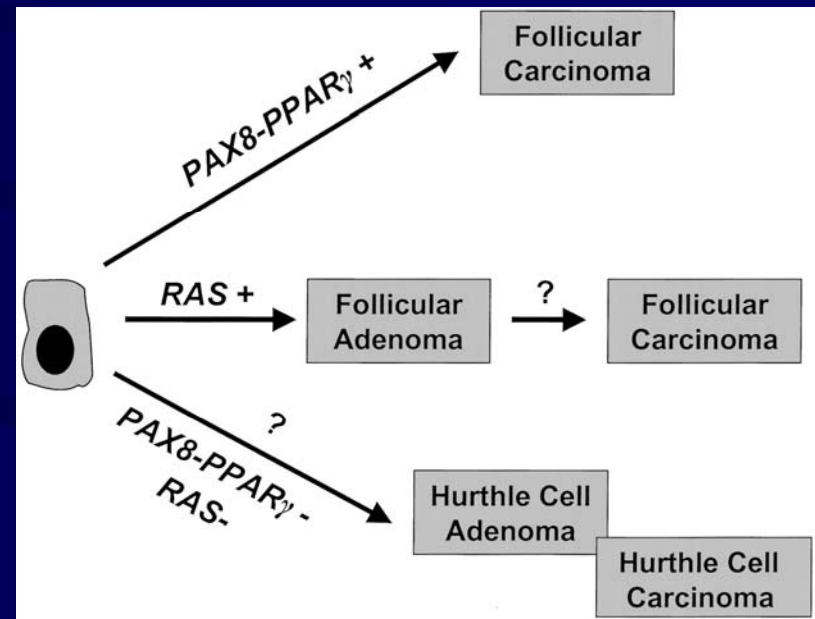 Follicular
Carcinoma
PAX8-PPARγ +
RAS +
Follicular
Adenoma
?
Follicular
Carcinoma
?
PAX8-PPARγ -
RAS-
Hurthle Cell
Adenoma
Hurthle Cell
Carcinoma